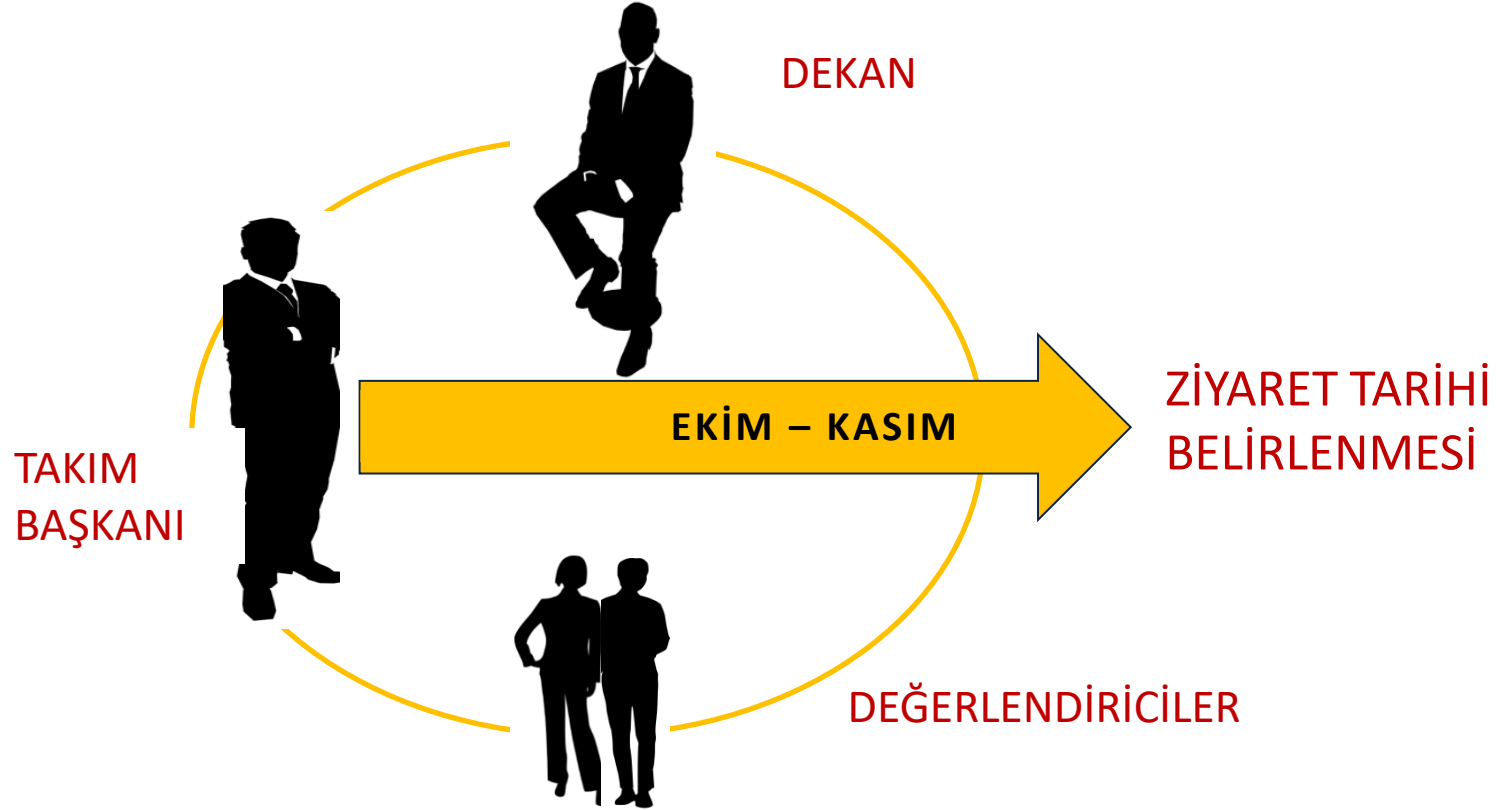 DEKAN
ZİYARET TARİHİ
BELİRLENMESİ
EKİM – KASIM
TAKIM
BAŞKANI
DEĞERLENDİRİCİLER